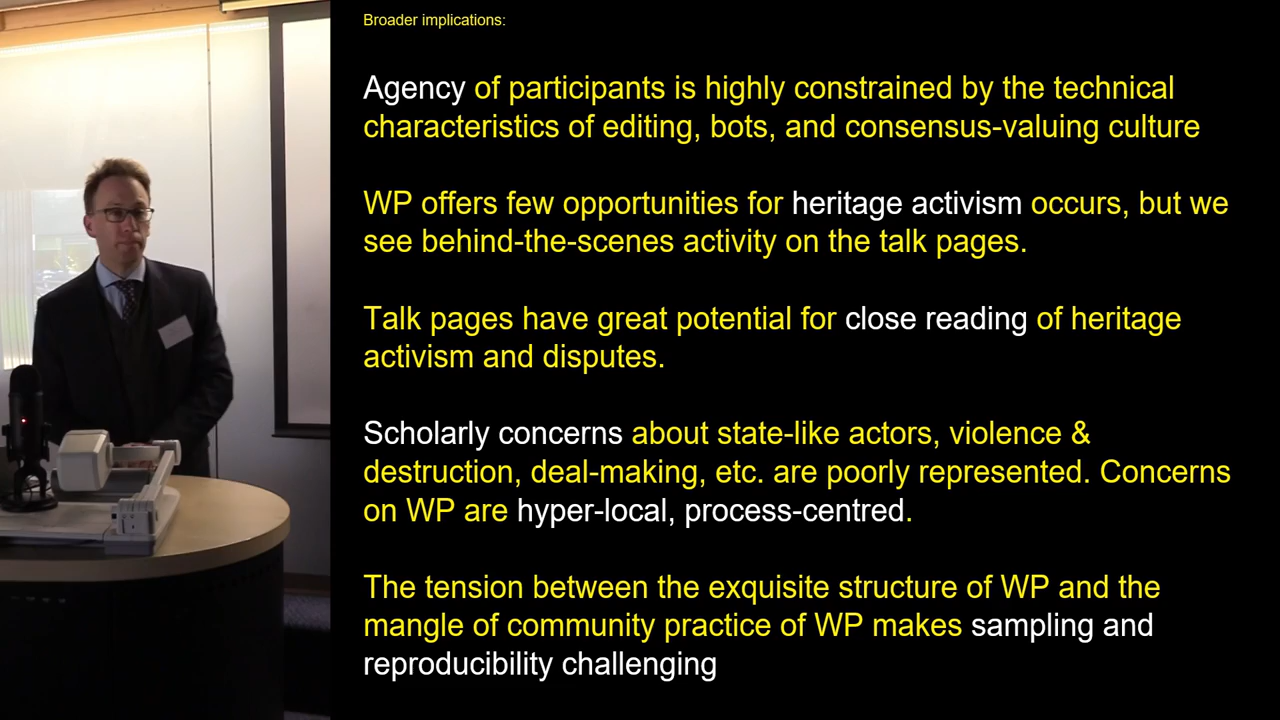 Broader implications:
Agency of participants is highly constrained by the technical
characteristics of editing, bots, and consensus-valuing culture
WP offers few opportunities for heritage activism occurs, but we
see behind-the-scenes activity on the talk pages.
Talk pages have great potential for close reading of heritage
activism and disputes.
Scholarly concerns about state-like actors, violence &
destruction, deal-making, etc. are poorly represented. Concerns
on WP are hyper-local, process-centred.
The tension between the exquisite structure of WP and the
mangle of community practice of WP makes sampling and
reproducibility challenging